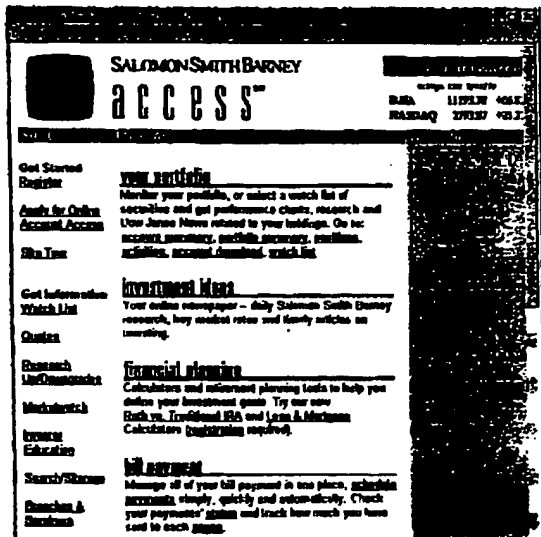 SALOMON SMITH BARNEY
access℠
DJIA
NASDAQ
Get Started
Register
Apply for Online
Account Access
Site Tour
Get Information
Watch List
Quotes
Research
Up/Downgrades
Marketwatch
Investor
Education
Search/Sitemap
Branches &
your portfolio
Monitor your portfolio, or select a watch list of
securities and get performance charts, research and
Dow Jones News related to your holdings. Go to:
account summary, portfolio summary, positions,
activities, account download, watch list
investment ideas
Your online newspaper – daily Salomon Smith Barney
research, key market rates and timely articles on
investing.
financial planning
Calculators and retirement planning tools to help you
define your investment goals. Try our new
Roth vs. Traditional IRA and Loan & Mortgage
Calculators (registration required).
bill payment
Manage all of your bill payment in one place, schedule
payments simply, quickly and automatically. Check
your payments' status and track how much you have
sent to each payee.